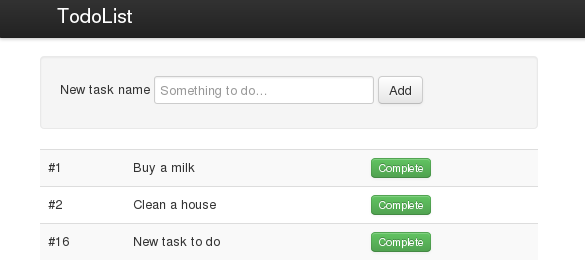 TodoList
New task name Something to do... Add
#1 Buy a milk Complete
#2 Clean a house Complete
#16 New task to do Complete